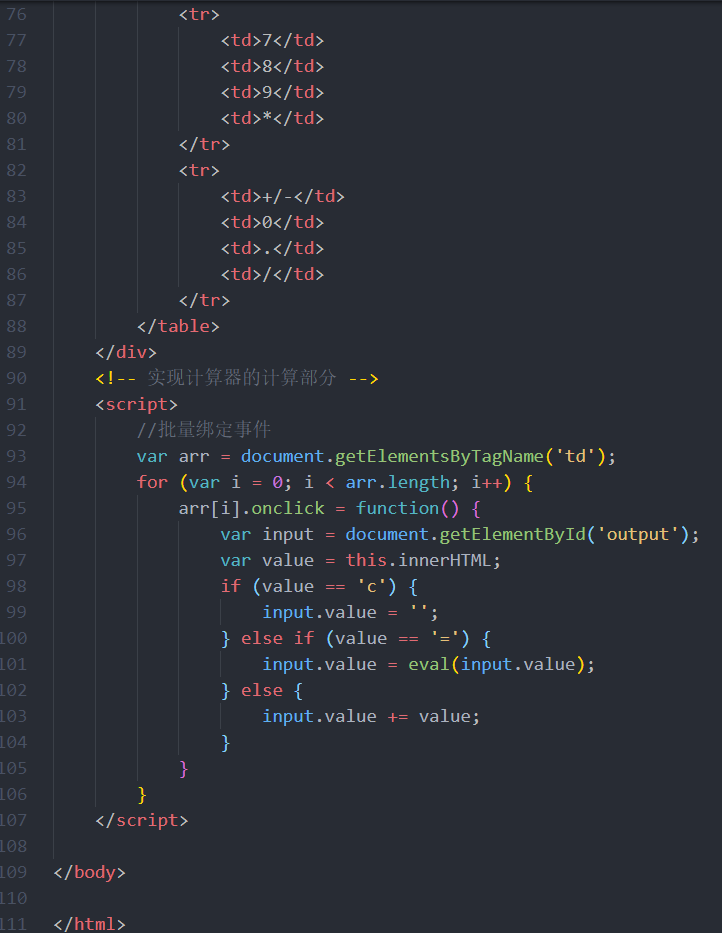 76 <tr>
77 <td>7</td>
78 <td>8</td>
79 <td>9</td>
80 <td>*</td>
81 </tr>
82 <tr>
83 <td>+/-</td>
84 <td>0</td>
85 <td>.</td>
86 <td>/</td>
87 </tr>
88 </table>
89 </div>
90 <!-- 实现计算器的计算部分 -->
91 <script>
92 //批量绑定事件
93 var arr = document.getElementsByTagName('td');
94 for (var i = 0; i < arr.length; i++) {
95 arr[i].onclick = function() {
96 var input = document.getElementById('output');
97 var value = this.innerHTML;
98 if (value == 'c') {
99 input.value = '';
100 } else if (value == '=') {
101 input.value = eval(input.value);
102 } else {
103 input.value += value;
104 }
105 }
106 }
107 </script>
108
109 </body>
110
111 </html>